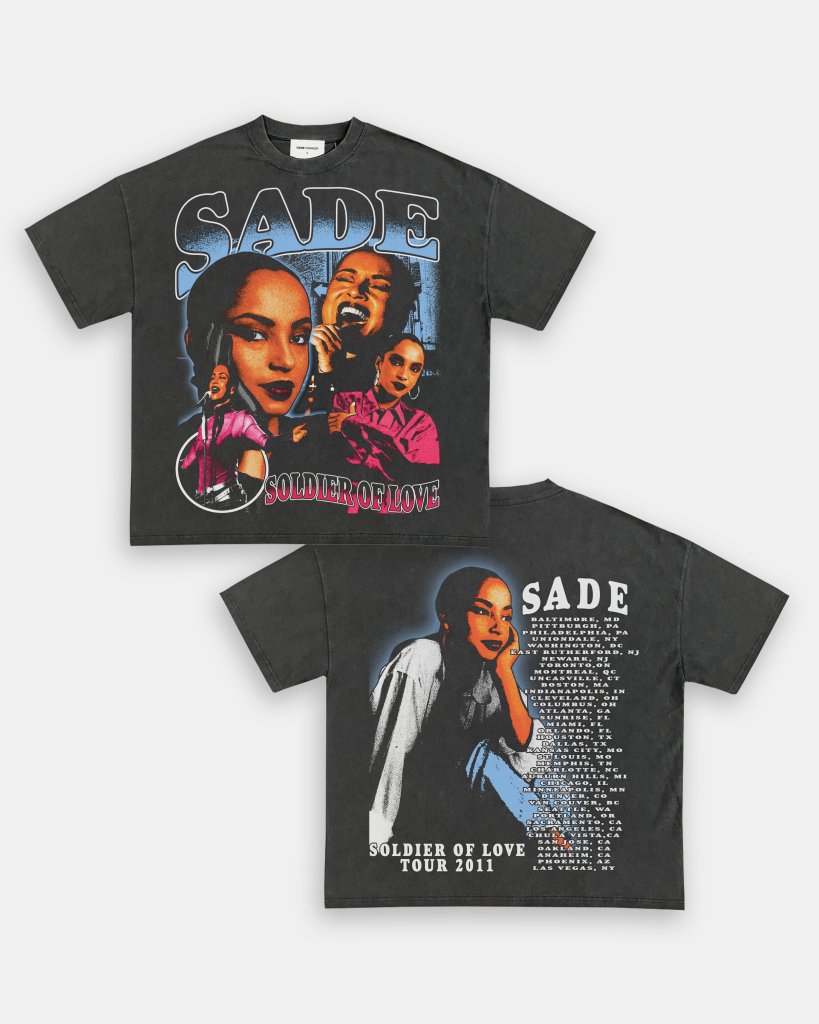 SADE
SOLDIER OF LOVE
SADE
BALTIMORE, MD
PITTBURGH, PA
PHILADELPHIA, PA
UNIONDALE, NY
WASHINGTON, DC
EAST RUTHERFORD, NJ
NEWARK, NJ
TORONTO,ON
MONTREAL, QC
UNCASVILLE, CT
BOSTON, MA
INDIANAPOLIS, IN
CLEVELAND, OH
COLUMBUS, OH
ATLANTA, GA
SUNRISE, FL
MIAMI, FL
ORLANDO, FL
HOUSTON, TX
DALLAS, TX
KANSAS CITY, MO
ST.LOUIS, MO
MEMPHIS, TN
CHARLOTTE, NC
AUBURN HILLS, MI
CHICAGO, IL
MINNEAPOLIS, MN
DENVER, CO
VAN COUVER, BC
SEATTLE, WA
PORTLAND, OR
SACRAMENTO, CA
LOS ANGELES, CA
CHULA VISTA,CA
SAN JOSE, CA
OAKLAND, CA
ANAHEIM, CA
PHOENIX, AZ
LAS VEGAS, NY
SOLDIER OF LOVE
TOUR 2011